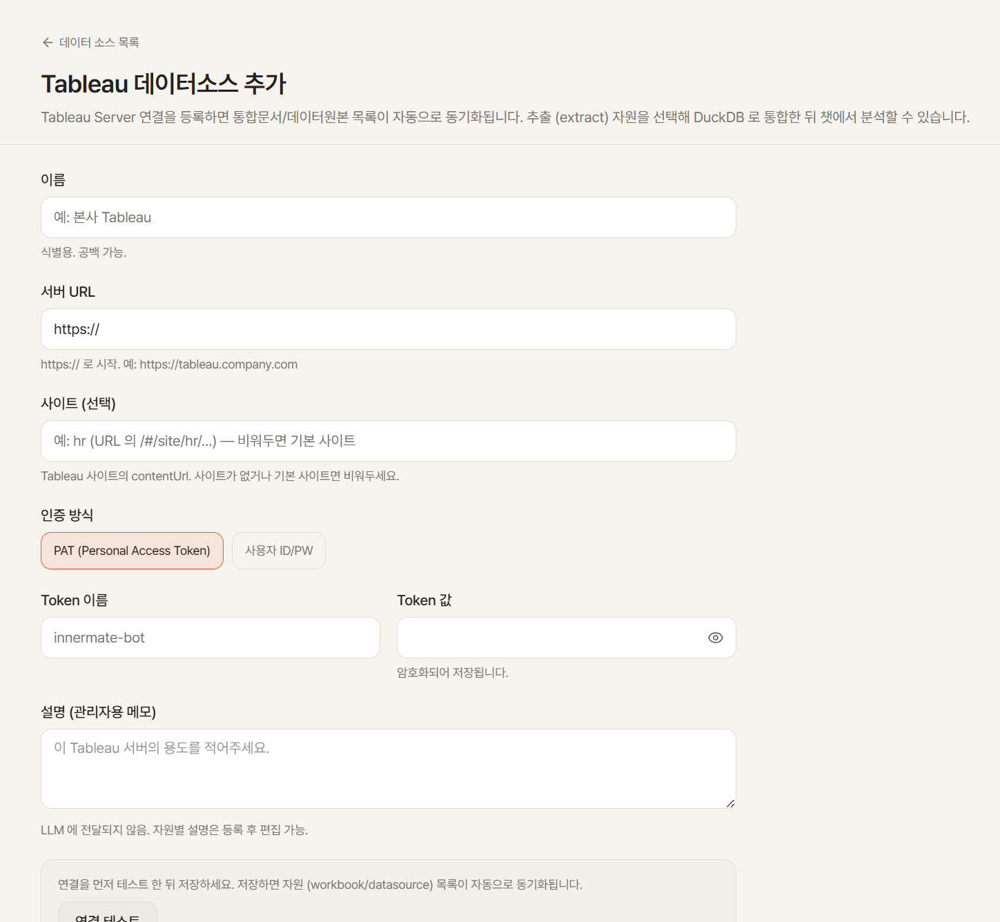 ← 데이터 소스 목록
Tableau 데이터소스 추가
Tableau Server 연결을 등록하면 통합문서/데이터원본 목록이 자동으로 동기화됩니다. 추출 (extract) 자원을 선택해 DuckDB 로 통합한 뒤 챗에서 분석할 수 있습니다.
이름
예: 본사 Tableau
식별용. 공백 가능.
서버 URL
https://
https:// 로 시작. 예: https://tableau.company.com
사이트 (선택)
예: hr (URL 의 /#/site/hr/...) — 비워두면 기본 사이트
Tableau 사이트의 contentUrl. 사이트가 없거나 기본 사이트면 비워두세요.
인증 방식
PAT (Personal Access Token) 사용자 ID/PW
Token 이름 Token 값
innermate-bot
암호화되어 저장됩니다.
설명 (관리자용 메모)
이 Tableau 서버의 용도를 적어주세요.
LLM 에 전달되지 않음. 자원별 설명은 등록 후 편집 가능.
연결을 먼저 테스트 한 뒤 저장하세요. 저장하면 자원 (workbook/datasource) 목록이 자동으로 동기화됩니다.
연결 테스트